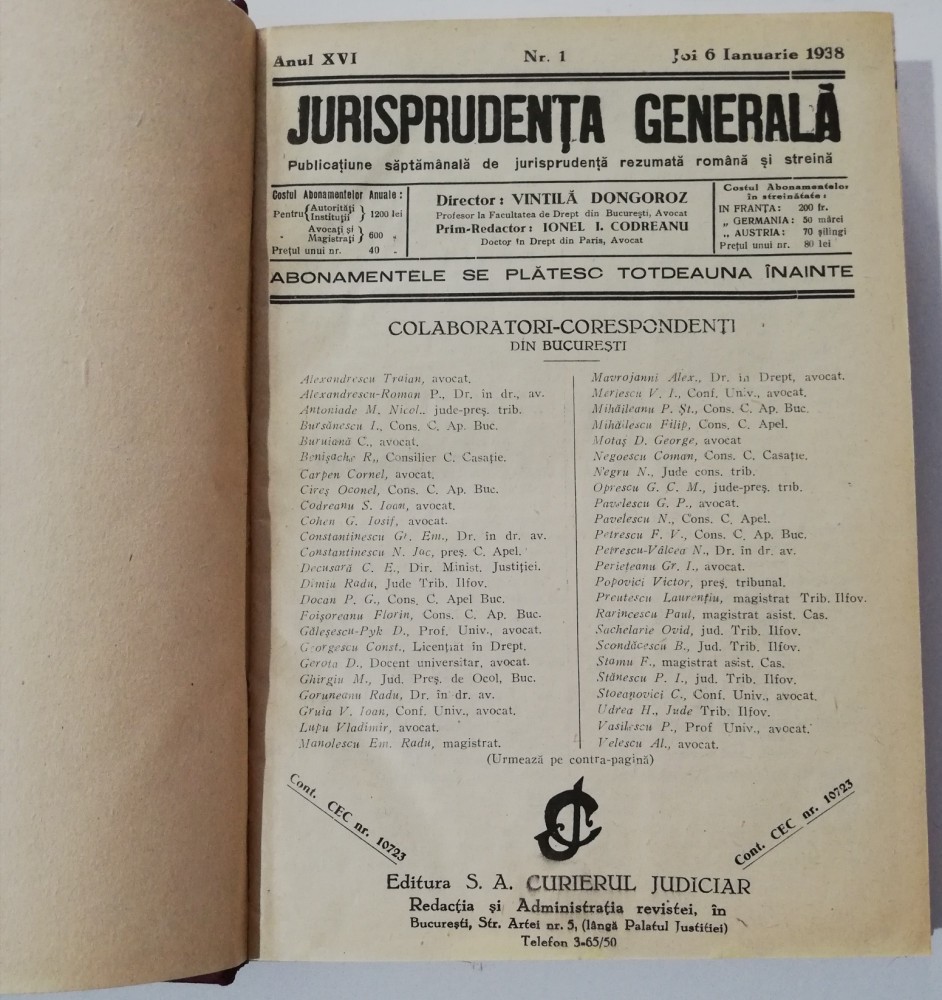 Anul XVI Nr. 1 Joi 6 Ianuarie 1938
JURISPRUDENȚA GENERALĂ
Publicațiune săptămânală de jurisprudență rezumată română și streină
Costul Abonamentelor Anuale :
Pentru { Autorități Instituții } 1200 lei
„ Avocați și Magistrați } 600 „
Prețul unui nr. 40 „
Director : VINTILĂ DONGOROZ
Profesor la Facultatea de Drept din București, Avocat
Prim-Redactor : IONEL I. CODREANU
Doctor în Drept din Paris, Avocat
Costul Abonamentelor
în streinătate :
IN FRANȚA : 200 fr.
„ GERMANIA : 50 mărci
„ AUSTRIA : 70 șilingi
Prețul unui nr. 80 lei
ABONAMENTELE SE PLĂTESC TOTDEAUNA ÎNAINTE
COLABORATORI-CORESPONDENȚI
DIN BUCUREȘTI
Alexandrescu Traian, avocat.
Alexandrescu-Roman P., Dr. în dr., av.
Antoniade M. Nicol.. jude-preș. trib.
Bursănescu I., Cons. C. Ap. Buc.
Buruiană C., avocat.
Benișache R., Consilier C. Casație.
Carpen Cornel, avocat.
Cireș Oconel, Cons. C. Ap. Buc.
Codreanu S. Ioan, avocat.
Cohen G. Iosif, avocat.
Constantinescu Gr. Em., Dr. în dr. av.
Constantinescu N. Jac, preș. C. Apel.
Decusară C. E., Dir. Minist. Justiției.
Dimiu Radu, Jude Trib. Ilfov.
Docan P. G., Cons. C. Apel Buc.
Foișoreanu Florin, Cons. C. Ap. Buc.
Găleșescu-Pyk D., Prof. Univ., avocat.
Georgescu Const., Licențiat în Drept.
Gerota D., Docent universitar, avocat.
Ghirgiu M., Jud. Preș. de Ocol, Buc.
Goruneanu Radu, Dr. în dr. av.
Gruia V. Ioan, Conf. Univ., avocat.
Lupu Vladimir, avocat.
Manolescu Em. Radu, magistrat.
Mavrojanni Alex., Dr. în Drept, avocat.
Meriescu V. I., Conf. Univ., avocat.
Mihăileanu P. Șt., Cons. C. Ap. Buc.
Mihăilescu Filip, Cons. C. Apel.
Motaș D. George, avocat
Negoescu Coman, Cons. C. Casație.
Negru N., Jude cons. trib.
Oprescu G. C. M., jude-preș. trib.
Pavelescu G. P., avocat.
Pavelescu N., Cons. C. Apel.
Petrescu F. V., Cons. C. Ap. Buc.
Petrescu-Vâlcea N., Dr. în dr. av.
Periețeanu Gr. I., avocat.
Popovici Victor, preș. tribunal.
Preutescu Laurențiu, magistrat Trib. Ilfov.
Rarincescu Paul, magistrat asist. Cas.
Sachelarie Ovid, jud. Trib. Ilfov.
Scondăcescu B., Jud. Trib. Ilfov.
Stamu F., magistrat asist. Cas.
Stănescu P. I., jud. Trib. Ilfov.
Stoeanovici C., Conf. Univ., avocat.
Udrea H., Jude Trib. Ilfov.
Vasilescu P., Prof Univ., avocat.
Velescu Al., avocat.
(Urmează pe contra-pagină)
Cont. CEC nr. 10723
Cont. CEC nr. 10723
CJ
Editura S. A. CURIERUL JUDICIAR
Redacția și Administrația revistei, în
București, Str. Artei nr. 5, (lângă Palatul Justiției)
Telefon 3-65/50